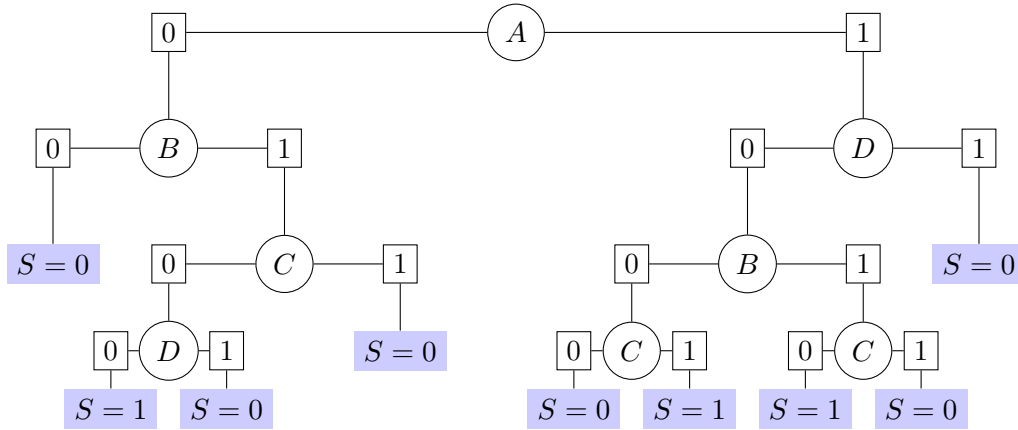 0 A 1
0 B 1 0 D 1
S = 0 0 C 1 0 B 1 S = 0
0 D 1 S = 0 0 C 1 0 C 1
S = 1 S = 0 S = 0 S = 1 S = 1 S = 0